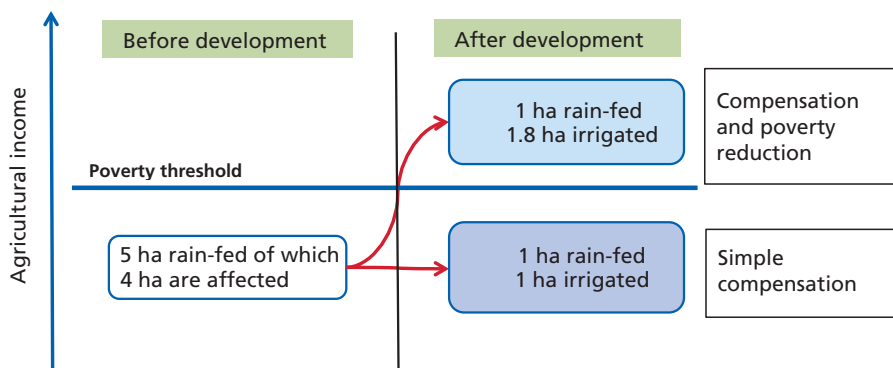 Before development
After development
Agricultural income
1 ha rain-fed
1.8 ha irrigated
Compensation
and poverty
reduction
Poverty threshold
5 ha rain-fed of which
4 ha are affected
1 ha rain-fed
1 ha irrigated
Simple
compensation